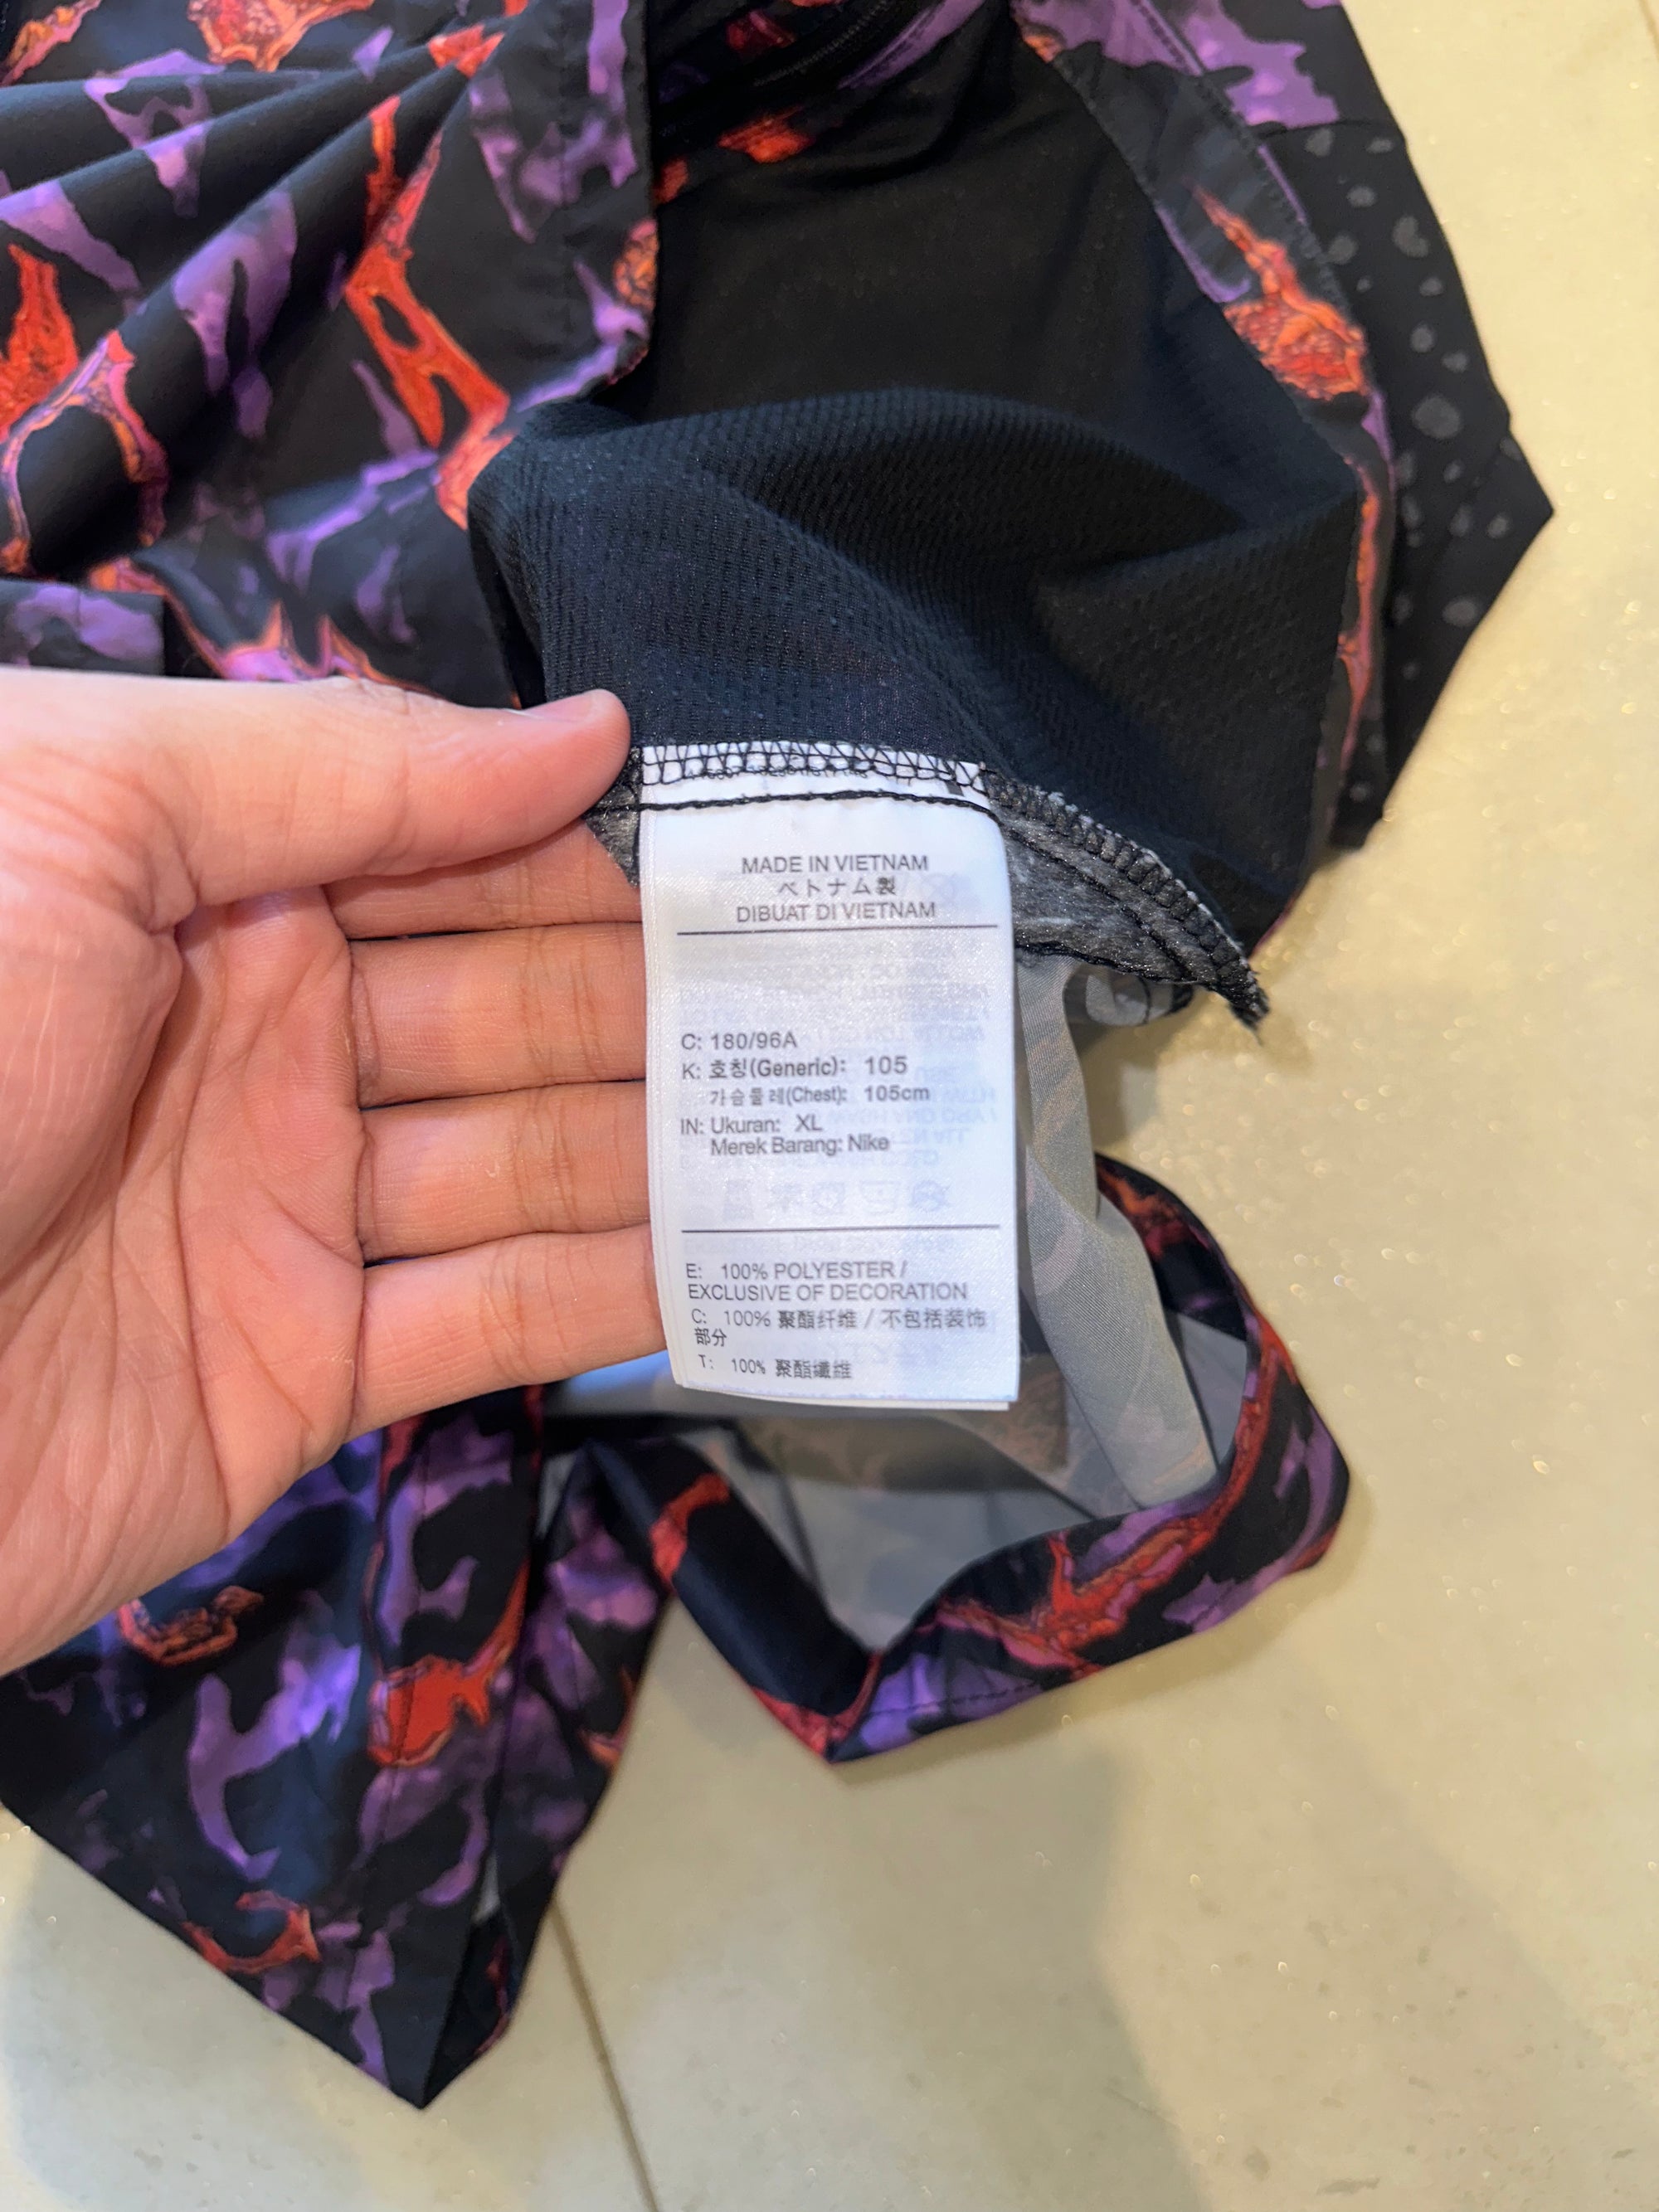 MADE IN VIETNAM
ベトナム製
DIBUAT DI VIETNAM
C: 180/96A
K: 호칭(Generic): 105
가슴둘레(Chest): 105cm
IN: Ukuran: XL
Merek Barang: Nike
E: 100% POLYESTER /
EXCLUSIVE OF DECORATION
C: 100% 聚酯纤维 / 不包括装饰
部分
T: 100% 聚酯纖維